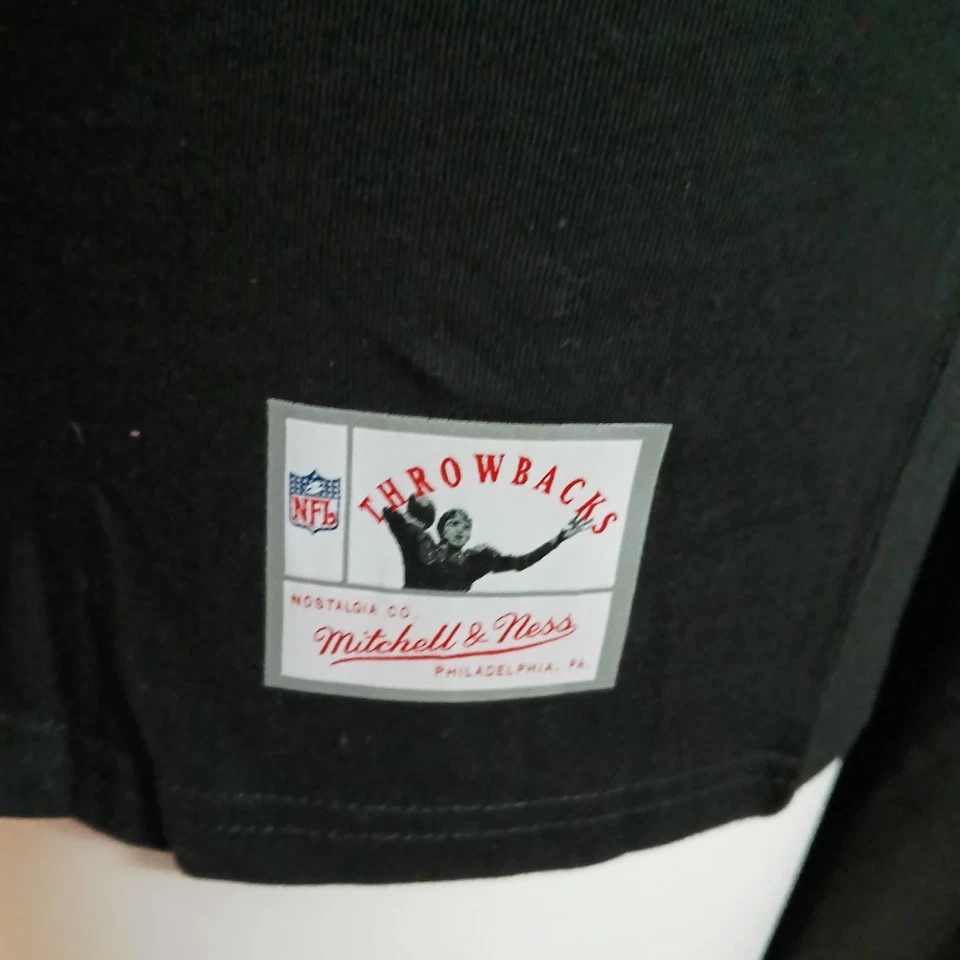 THROWBACKS
NFL
NOSTALGIA CO.
Mitchell & Ness
PHILADELPHIA, PA.